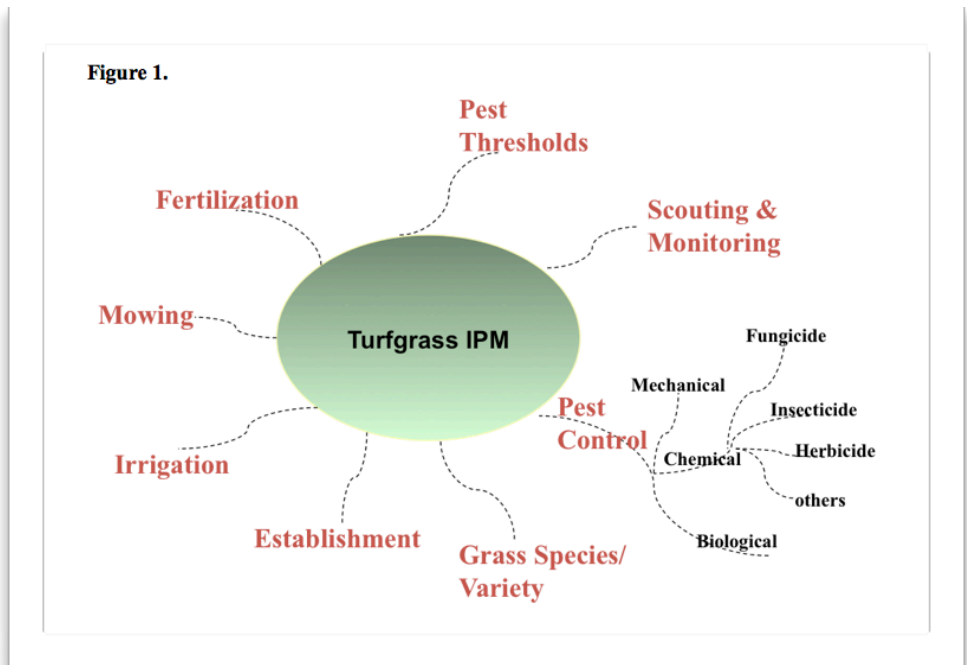 Figure 1.
Pest
Thresholds
Fertilization
Scouting &
Monitoring
Mowing
Turfgrass IPM
Fungicide
Mechanical
Pest
Control
Insecticide
Chemical
Herbicide
Irrigation
others
Establishment
Biological
Grass Species/
Variety